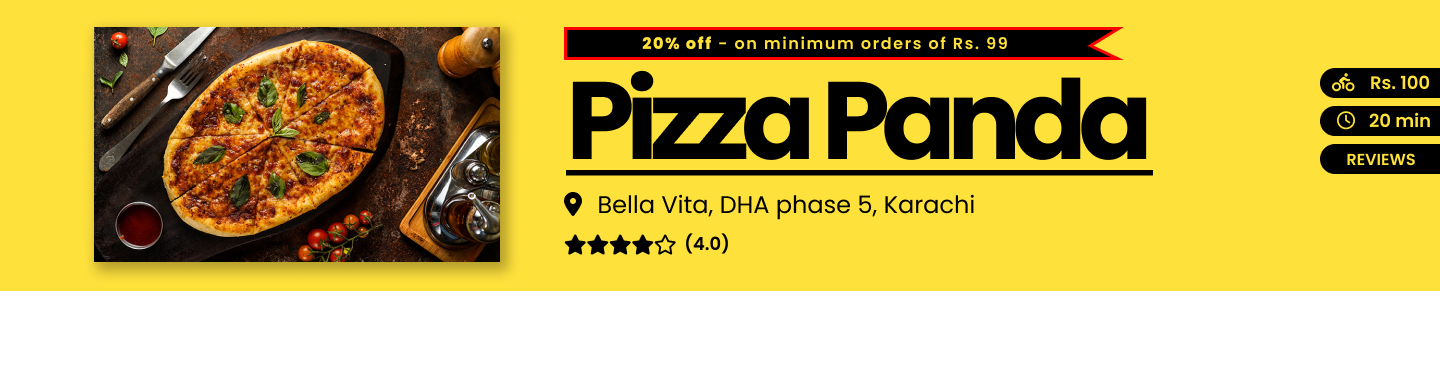 20% off - on minimum orders of Rs. 99
Pizza Panda
Bella Vita, DHA phase 5, Karachi
(4.0)
Rs. 100
20 min
REVIEWS